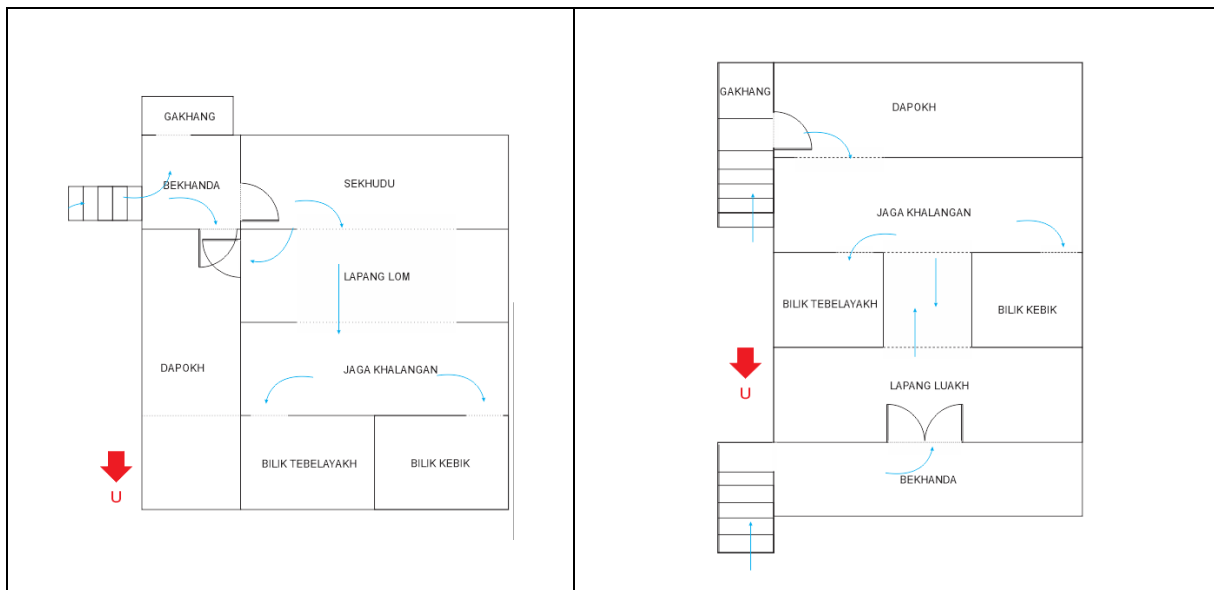 GAKHANG
BEKHANDA
SEKHUDU
LAPANG LOM
DAPOKH
JAGA KHALANGAN
BILIK TEBELAYAKH
BILIK KEBIK
U
GAKHANG
DAPOKH
JAGA KHALANGAN
BILIK TEBELAYAKH
BILIK KEBIK
U
LAPANG LUAKH
BEKHANDA